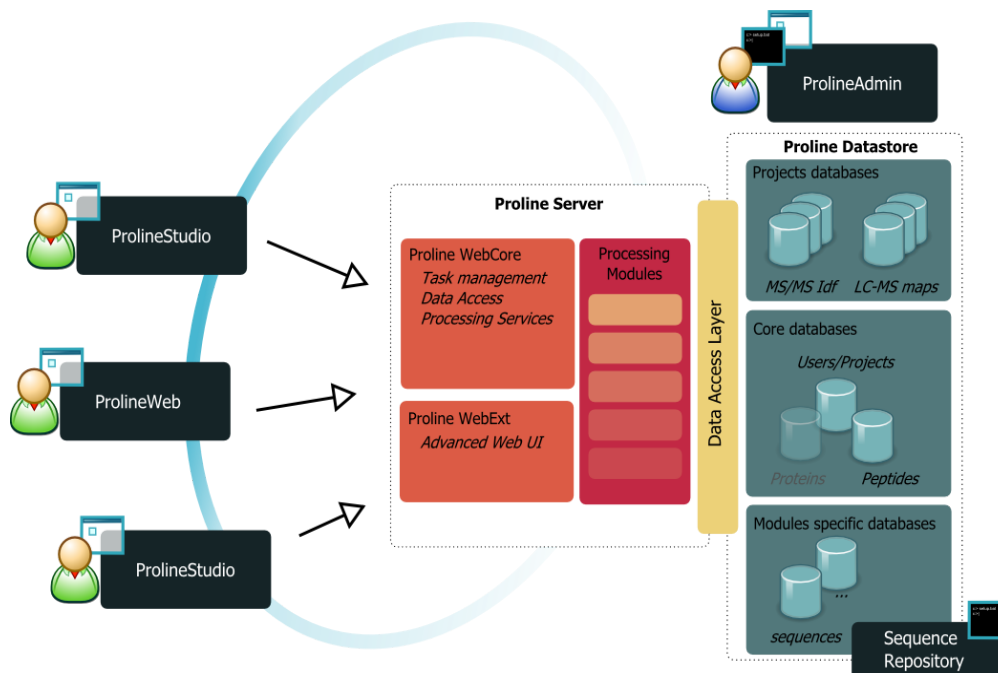 ProlineAdmin
Proline Datastore
Projects databases
MS/MS Idf
LC-MS maps
ProlineStudio
Proline Server
Proline WebCore
Task management
Data Access
Processing Services
Processing
Modules
Data Access Layer
Core databases
Users/Projects
Proteins
Peptides
ProlineWeb
Proline WebExt
Advanced Web UI
Modules specific databases
...
sequences
ProlineStudio
Sequence
Repository